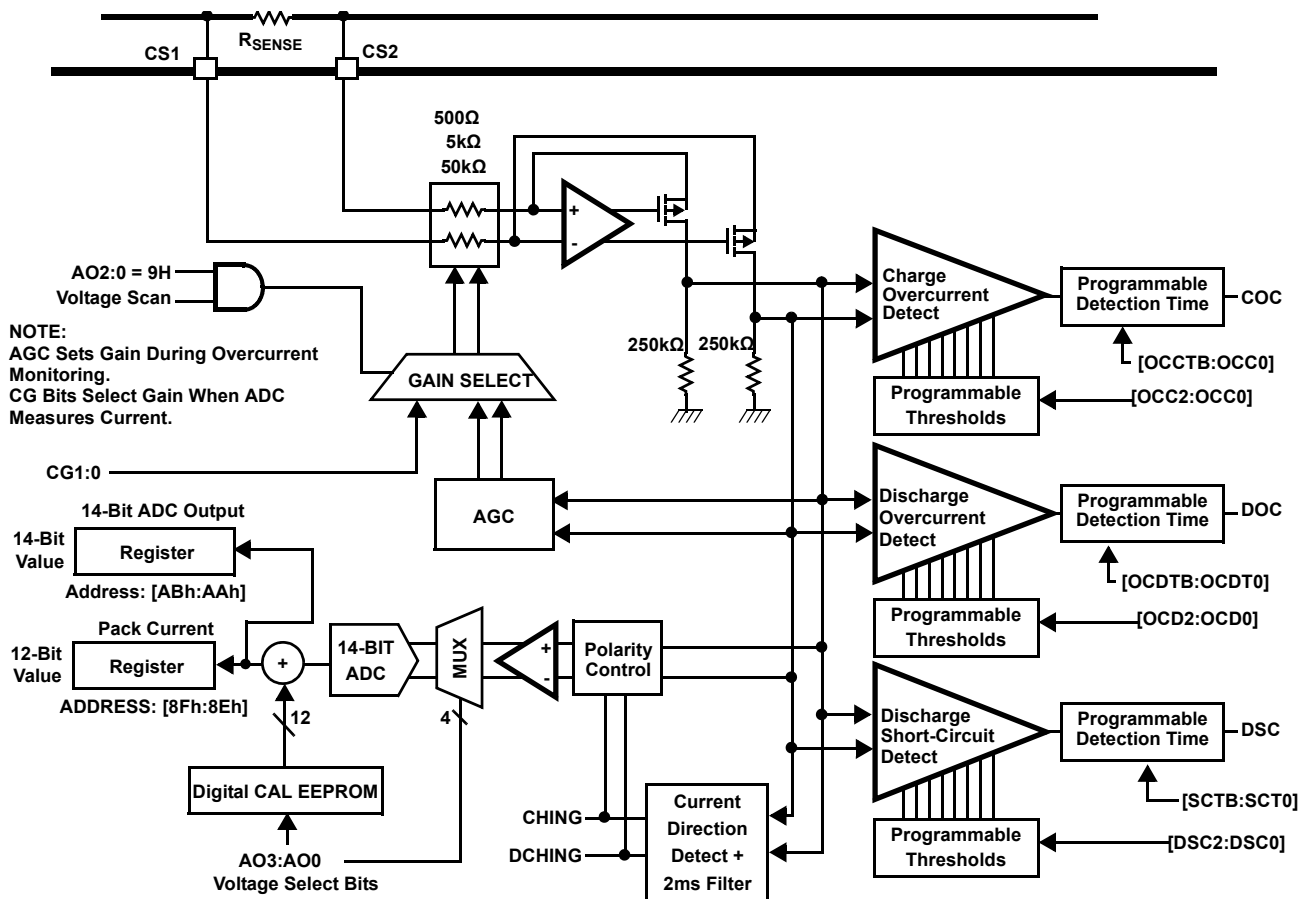 RSENSE
CS1
CS2
500Ω
5kΩ
50kΩ
+
-
AO2:0 = 9H
Voltage Scan
NOTE:
AGC Sets Gain During Overcurrent
Monitoring.
CG Bits Select Gain When ADC
Measures Current.
GAIN SELECT
250kΩ
250kΩ
Charge
Overcurrent
Detect
Programmable
Detection Time
COC
[OCCTB:OCC0]
Programmable
Thresholds
[OCC2:OCC0]
CG1:0
AGC
Discharge
Overcurrent
Detect
Programmable
Detection Time
DOC
[OCDTB:OCDT0]
Programmable
Thresholds
[OCD2:OCD0]
14-Bit ADC Output
14-Bit
Value
Register
Address: [ABh:AAh]
Pack Current
12-Bit
Value
Register
ADDRESS: [8Fh:8Eh]
+
12
14-BIT
ADC
MUX
4
+
-
Polarity
Control
Digital CAL EEPROM
AO3:AO0
Voltage Select Bits
CHING
DCHING
Current
Direction
Detect +
2ms Filter
Discharge
Short-Circuit
Detect
Programmable
Detection Time
DSC
[SCTB:SCT0]
Programmable
Thresholds
[DSC2:DSC0]